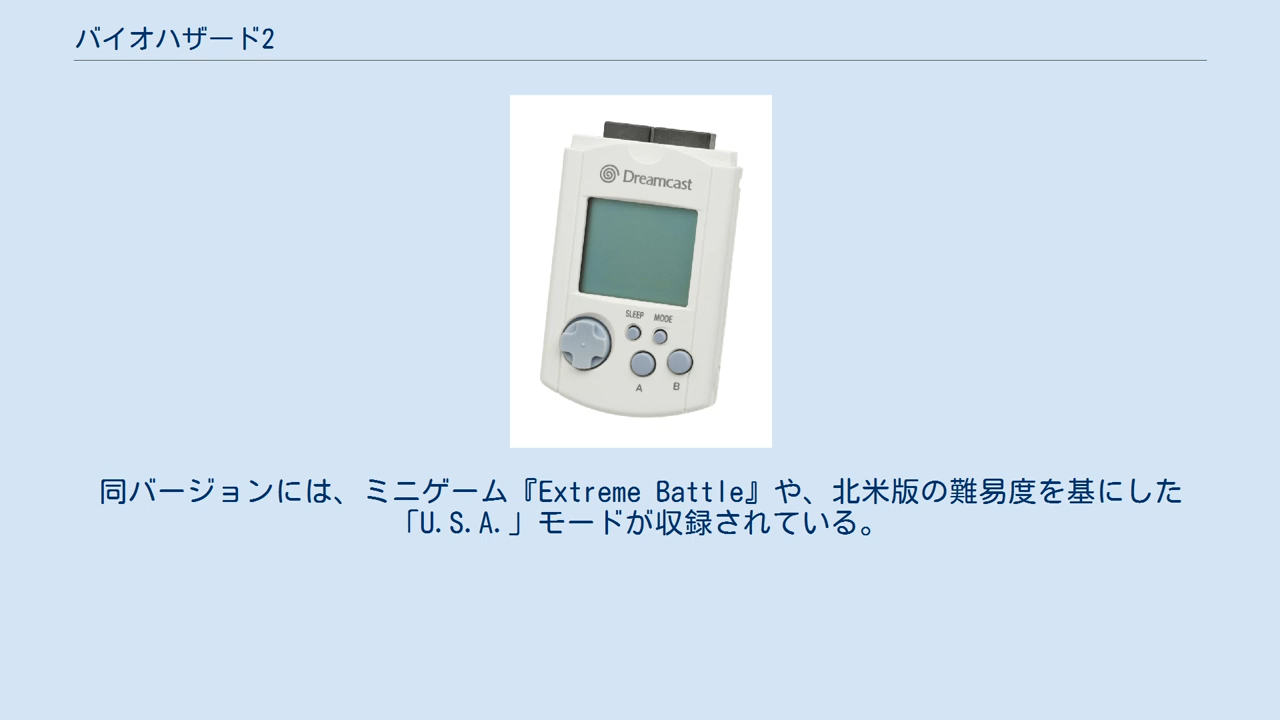 バイオハザード2
Dreamcast
SLEEP MODE
A B
同バージョンには、ミニゲーム『Extreme Battle』や、北米版の難易度を基にした
「U.S.A.」モードが収録されている。